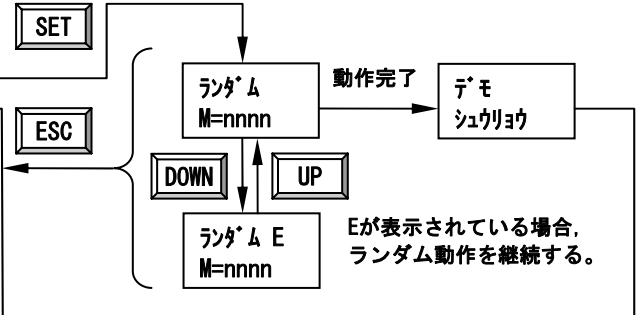 SET
ﾗﾝﾀﾞﾑ
M=nnnn
動作完了
ﾃﾞﾓ
ｼｭｳﾘｮｳ
ESC
DOWN
UP
ﾗﾝﾀﾞﾑ E
M=nnnn
Eが表示されている場合,
ランダム動作を継続する。